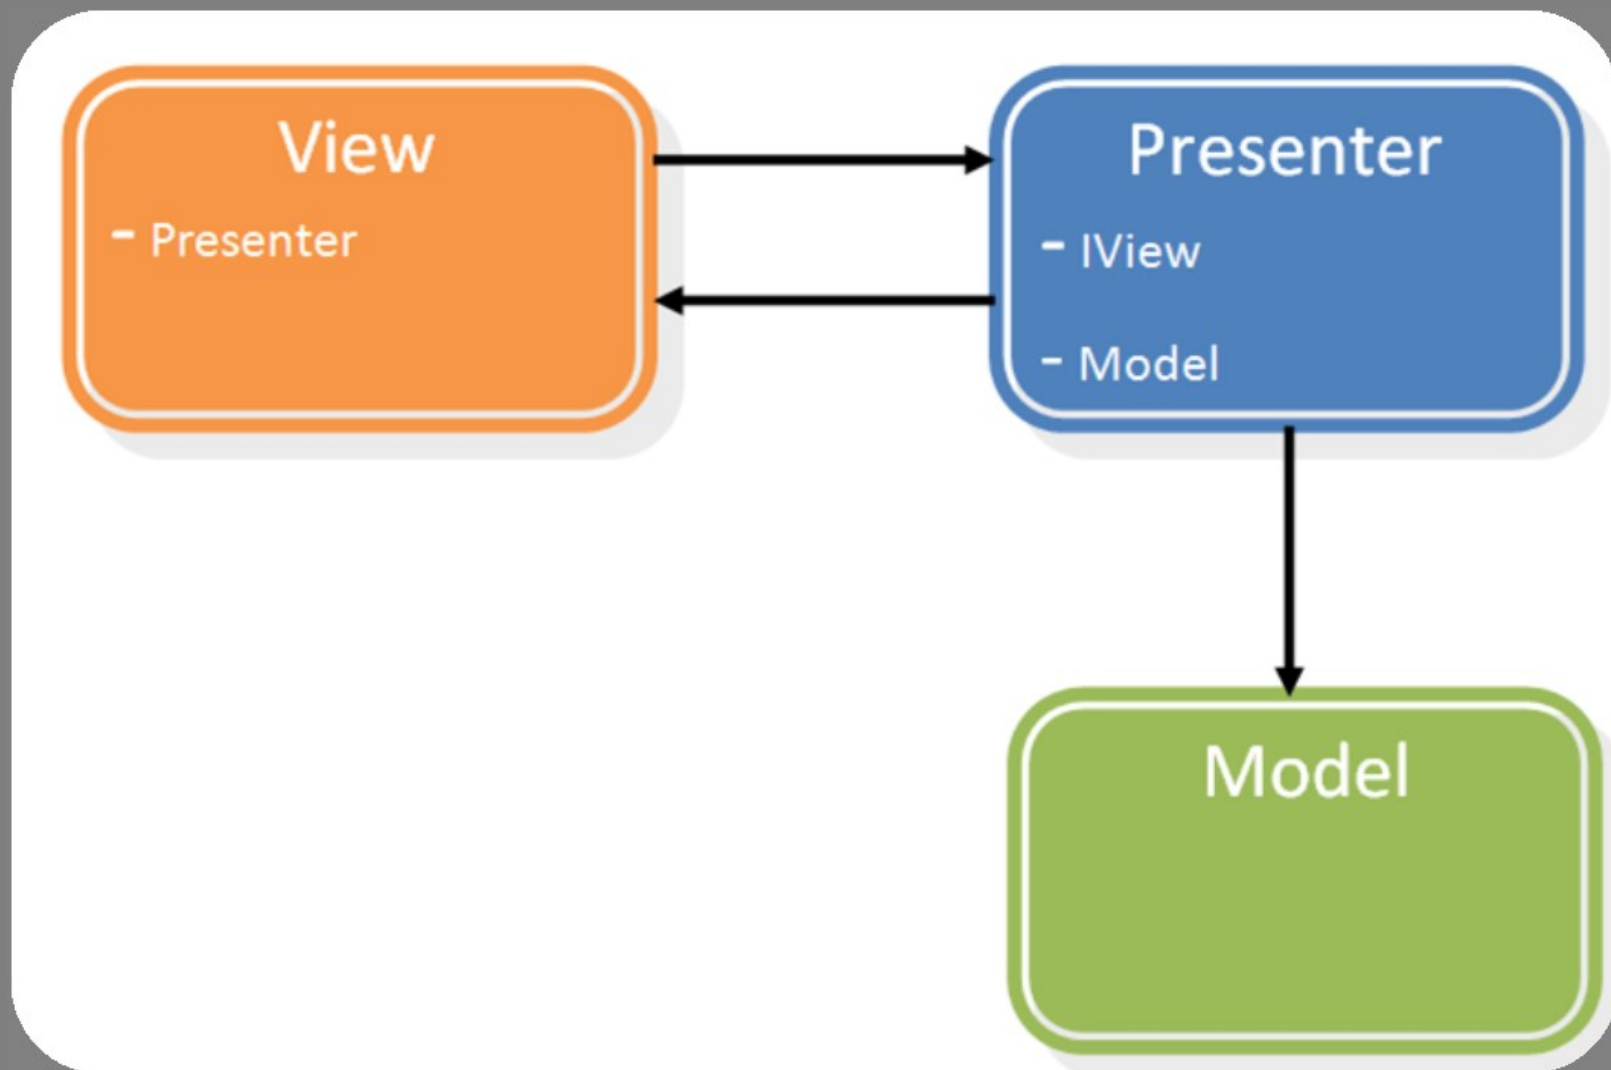 View
- Presenter
Presenter
- IView
- Model
Model